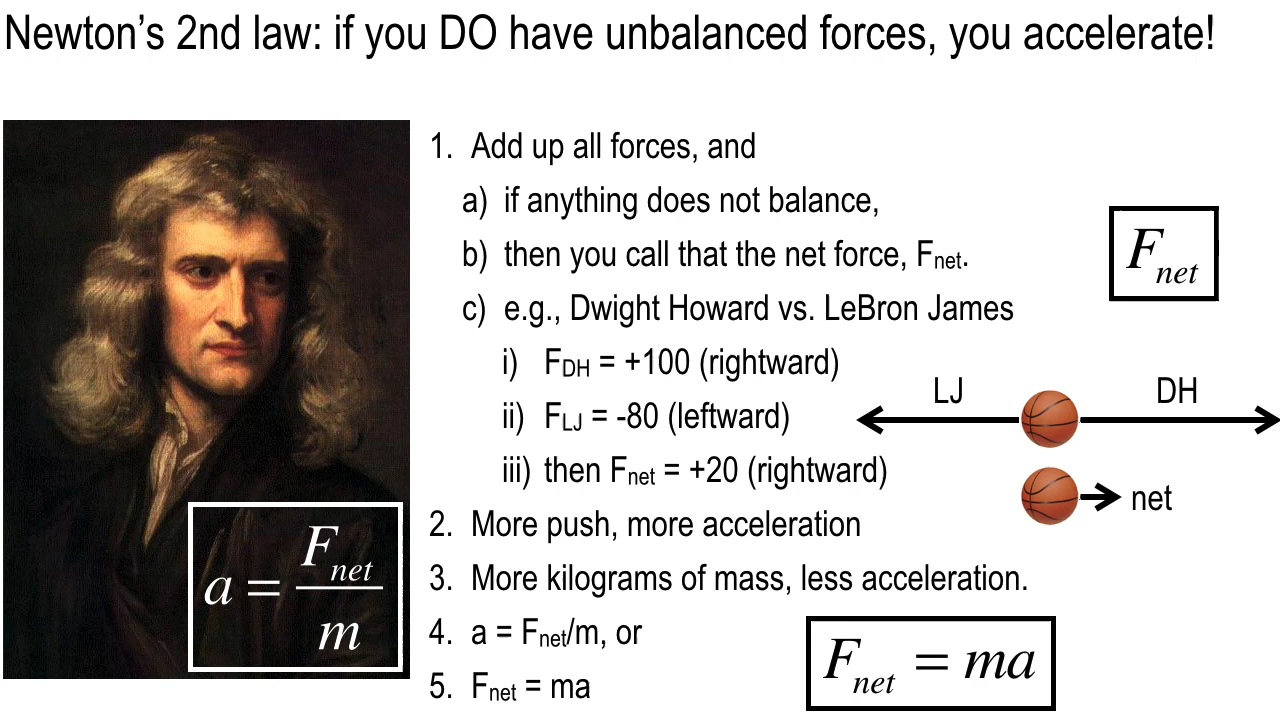 Newton’s 2nd law: if you DO have unbalanced forces, you accelerate!
1. Add up all forces, and
a) if anything does not balance,
b) then you call that the net force, Fnet.
c) e.g., Dwight Howard vs. LeBron James
i) FDH = +100 (rightward)
ii) FLJ = -80 (leftward)
iii) then Fnet = +20 (rightward)
2. More push, more acceleration
3. More kilograms of mass, less acceleration.
4. a = Fnet/m, or
5. Fnet = ma
Fnet
LJ DH
net
a = Fnet/m
Fnet = ma